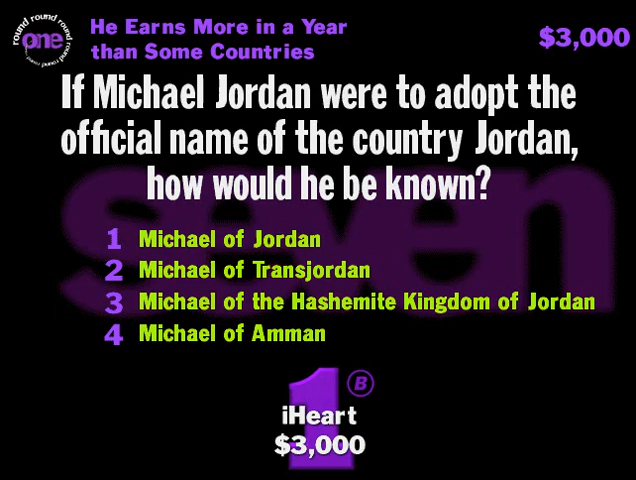 round round round
one
round round
He Earns More in a Year
than Some Countries
$3,000
If Michael Jordan were to adopt the
official name of the country Jordan,
how would he be known?
seven
1 Michael of Jordan
2 Michael of Transjordan
3 Michael of the Hashemite Kingdom of Jordan
4 Michael of Amman
1
B
iHeart
$3,000